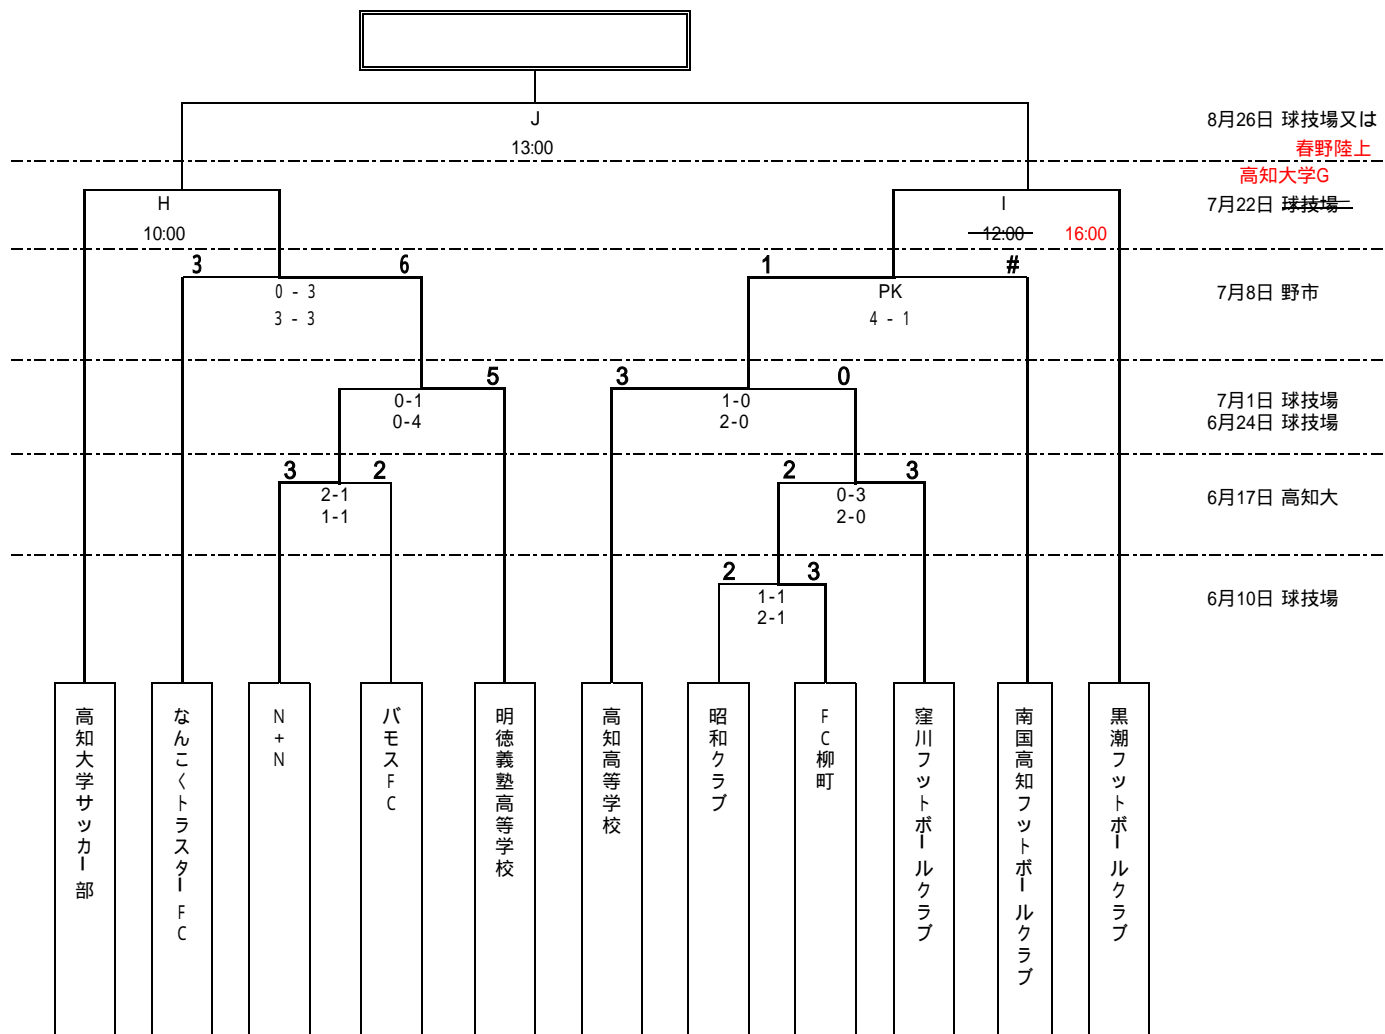 J
8月26日 球技場又は
13:00
春野陸上
高知大学G
H
I
7月22日 球技場
10:00
12:00 16:00
3 6
1 #
0 - 3
PK
7月8日 野市
3 - 3
4 - 1
5
3 0
0-1
1-0
7月1日 球技場
0-4
2-0
6月24日 球技場
3 2
2 3
2-1
0-3
6月17日 高知大
1-1
2-0
2 3
1-1
6月10日 球技場
2-1
高知大学サッカー部
なんこくトラスターFC
N+N
バモスFC
明徳義塾高等学校
高知高等学校
昭和クラブ
FC柳町
窪川フットボールクラブ
南国高知フットボールクラブ
黒潮フットボールクラブ